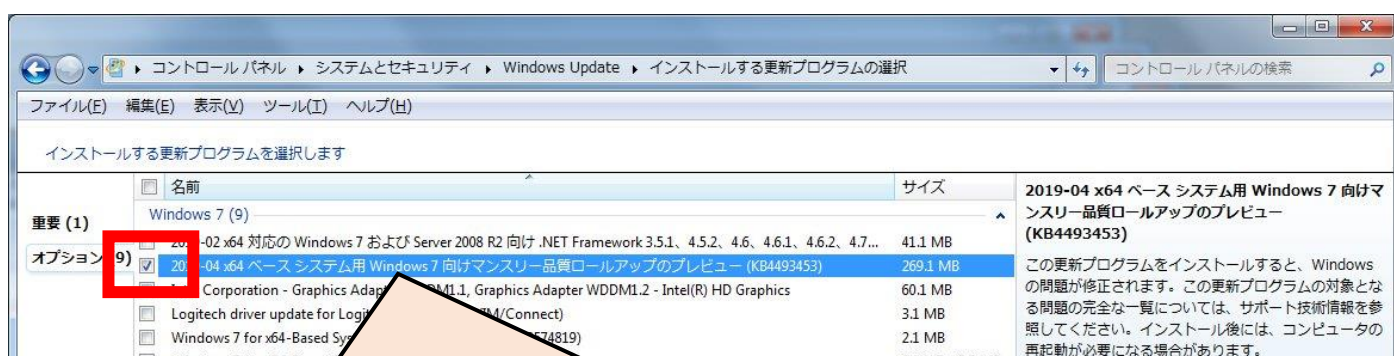 コントロール パネル ▸ システムとセキュリティ ▸ Windows Update ▸ インストールする更新プログラムの選択
コントロール パネルの検索
ファイル(F) 編集(E) 表示(V) ツール(T) ヘルプ(H)
インストールする更新プログラムを選択します
重要 (1)
オプション 9)
名前 サイズ
Windows 7 (9)
-02 x64 対応の Windows 7 および Server 2008 R2 向け .NET Framework 3.5.1、4.5.2、4.6、4.6.1、4.6.2、4.7... 41.1 MB
-04 x64 ベース システム用 Windows 7 向けマンスリー品質ロールアップのプレビュー (KB4493453) 269.1 MB
Corporation - Graphics WDDM1.1, Graphics Adapter WDDM1.2 - Intel(R) HD Graphics 60.1 MB
Logitech driver update for /Connect) 3.1 MB
Windows 7 for x64-Based 2.1 MB
2019-04 x64 ベース システム用 Windows 7 向けマ
ンスリー品質ロールアップのプレビュー
(KB4493453)
この更新プログラムをインストールすると、Windows
の問題が修正されます。この更新プログラムの対象とな
る問題の完全な一覧については、サポート技術情報を参
照してください。インストール後には、コンピュータの
再起動が必要になる場合があります。